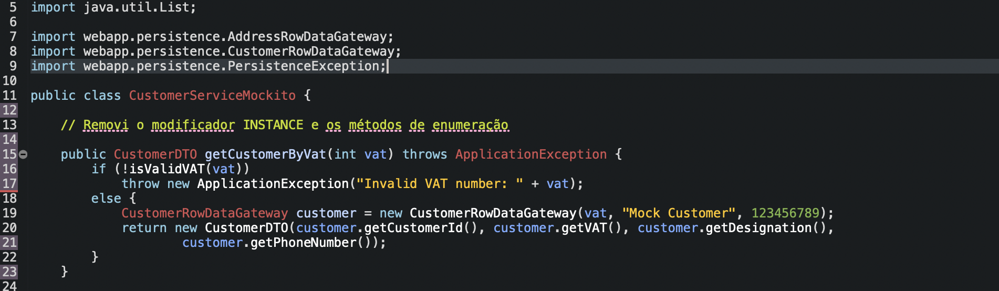 5 import java.util.List;
6
7 import webapp.persistence.AddressRowDataGateway;
8 import webapp.persistence.CustomerRowDataGateway;
9 import webapp.persistence.PersistenceException;
10
11 public class CustomerServiceMockito {
12
13 // Removi o modificador INSTANCE e os métodos de enumeração
14
15 public CustomerDTO getCustomerByVat(int vat) throws ApplicationException {
16 if (!isValidVAT(vat))
17 throw new ApplicationException("Invalid VAT number: " + vat);
18 else {
19 CustomerRowDataGateway customer = new CustomerRowDataGateway(vat, "Mock Customer", 123456789);
20 return new CustomerDTO(customer.getCustomerId(), customer.getVAT(), customer.getDesignation(),
21 customer.getPhoneNumber());
22 }
23 }
24